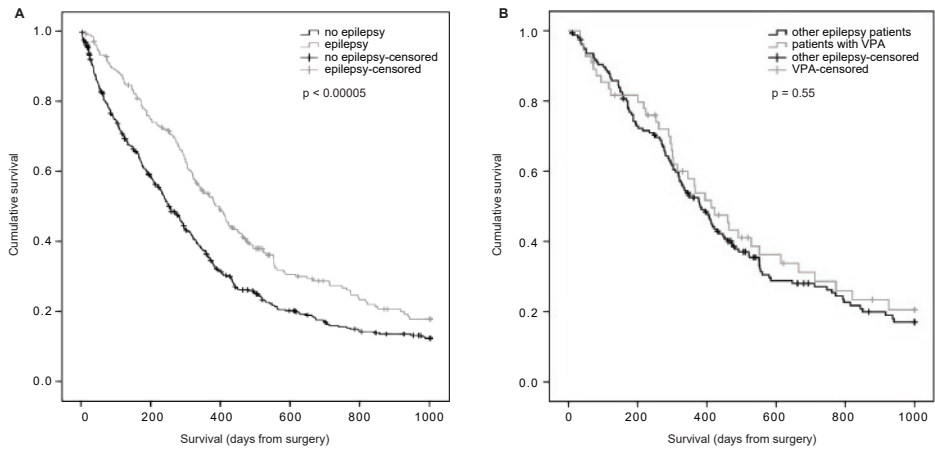 A
no epilepsy
epilepsy
no epilepsy-censored
epilepsy-censored
p < 0.00005
1.0
0.8
0.6
0.4
0.2
0.0
Cumulative survival
0 200 400 600 800 1000
Survival (days from surgery)
B
other epilepsy patients
patients with VPA
other epilepsy-censored
VPA-censored
p = 0.55
1.0
0.8
0.6
0.4
0.2
0.0
Cumulative survival
0 200 400 600 800 1000
Survival (days from surgery)